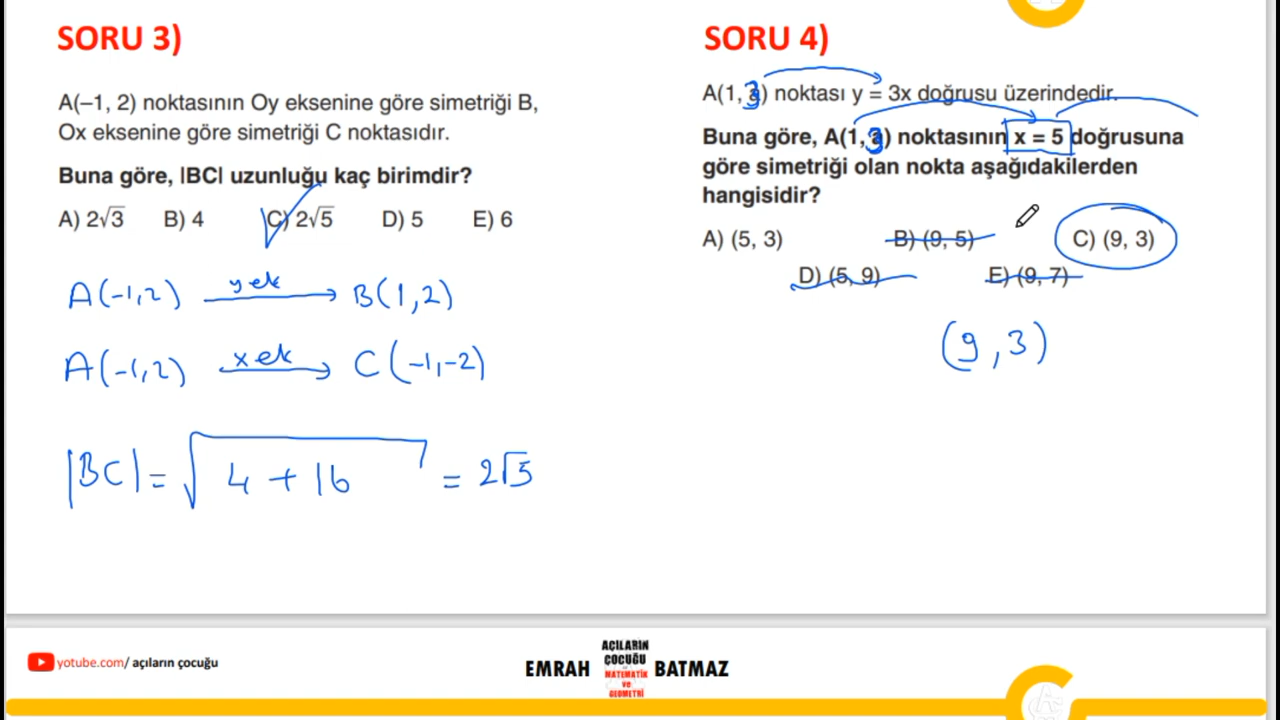 SORU 3)
A(–1, 2) noktasının Oy eksenine göre simetriği B,
Ox eksenine göre simetriği C noktasıdır.
Buna göre, |BC| uzunluğu kaç birimdir?
A) 2√3 B) 4 C) 2√5 D) 5 E) 6
A(-1,2) y ek → B(1,2)
A(-1,2) x ek → C(-1,-2)
|BC| = √4 + 16 = 2√5
SORU 4)
A(1, 3) noktası y = 3x doğrusu üzerindedir.
Buna göre, A(1, 3) noktasının x = 5 doğrusuna
göre simetriği olan nokta aşağıdakilerden
hangisidir?
A) (5, 3) B) (9, 5) C) (9, 3)
D) (5, 9) E) (9, 7)
(9,3)
yotube.com/ açıların çocuğu
EMRAH BATMAZ
AÇILARIN
ÇOCUĞU
MATEMATİK
ve
GEOMETRİ